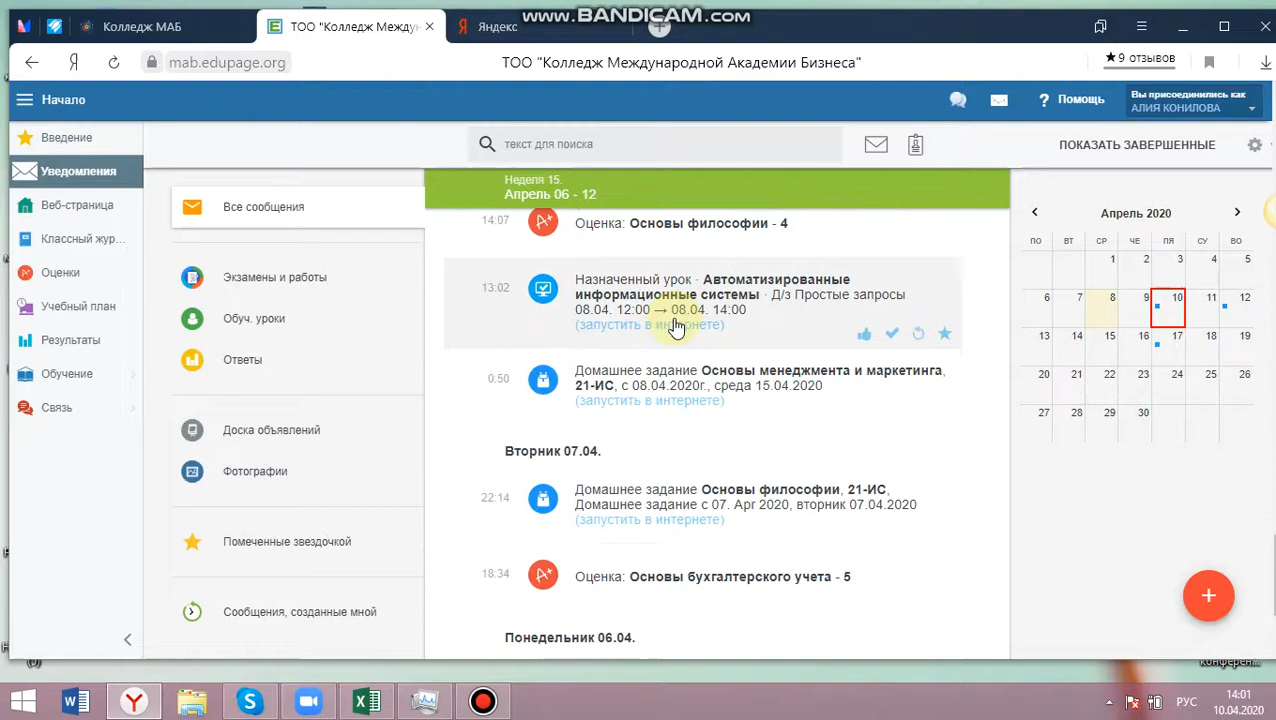 www.BANDICAM.com
Колледж МАБ
ТОО "Колледж Междун
Яндекс
mab.edupage.org
ТОО "Колледж Международной Академии Бизнеса"
9 отзывов
Начало
Помощь
Вы присоединились как
АЛИЯ КОНИЛОВА
Введение
Уведомления
Веб-страница
Классный жур...
Оценки
Учебный план
Результаты
Обучение
Связь
текст для поиска
ПОКАЗАТЬ ЗАВЕРШЕННЫЕ
Все сообщения
Экзамены и работы
Обуч. уроки
Ответы
Доска объявлений
Фотографии
Помеченные звездочкой
Сообщения, созданные мной
Неделя 15.
Апрель 06 - 12
14:07
Оценка: Основы философии - 4
13:02
Назначенный урок · Автоматизированные
информационные системы · Д/з Простые запросы
08.04. 12:00 → 08.04. 14:00
(запустить в интернете)
0:50
Домашнее задание Основы менеджмента и маркетинга,
21-ИС, с 08.04.2020г., среда 15.04.2020
(запустить в интернете)
Вторник 07.04.
22:14
Домашнее задание Основы философии, 21-ИС,
Домашнее задание с 07. Apr 2020, вторник 07.04.2020
(запустить в интернете)
18:34
Оценка: Основы бухгалтерского учета - 5
Понедельник 06.04.
Апрель 2020
ПО ВТ СР ЧЕ ПЯ СУ ВО
1 2 3 4 5
6 7 8 9 10 11 12
13 14 15 16 17 18 19
20 21 22 23 24 25 26
27 28 29 30
+
конферен...
РУС
14:01
10.04.2020